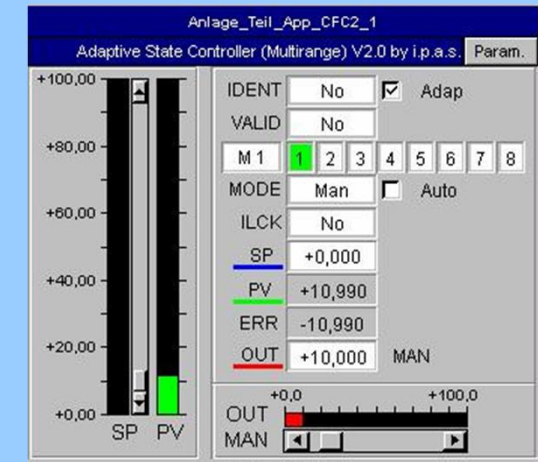 Anlage_Teil_App_CFC2_1
Adaptive State Controller (Multirange) V2.0 by i.p.a.s. Param.
+100,00
+80,00
+60,00
+40,00
+20,00
+0,00
SP PV
IDENT No Adap
VALID No
M 1 1 2 3 4 5 6 7 8
MODE Man Auto
ILCK No
SP +0,000
PV +10,990
ERR -10,990
OUT +10,000 MAN
+0,0 +100,0
OUT
MAN